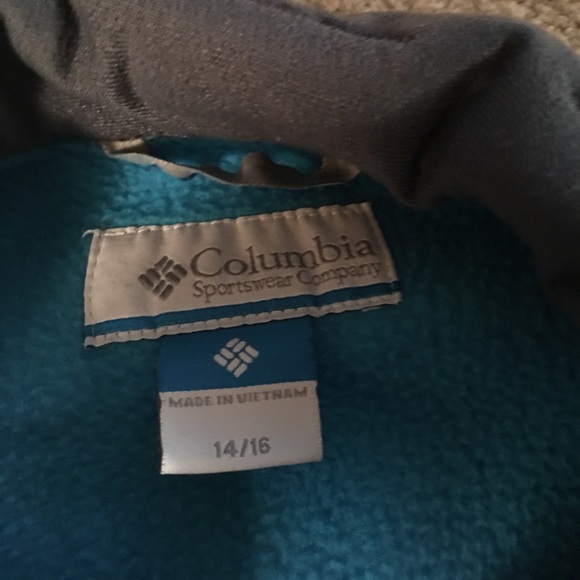 Columbia
Sportswear Company
MADE IN VIETNAM
14/16